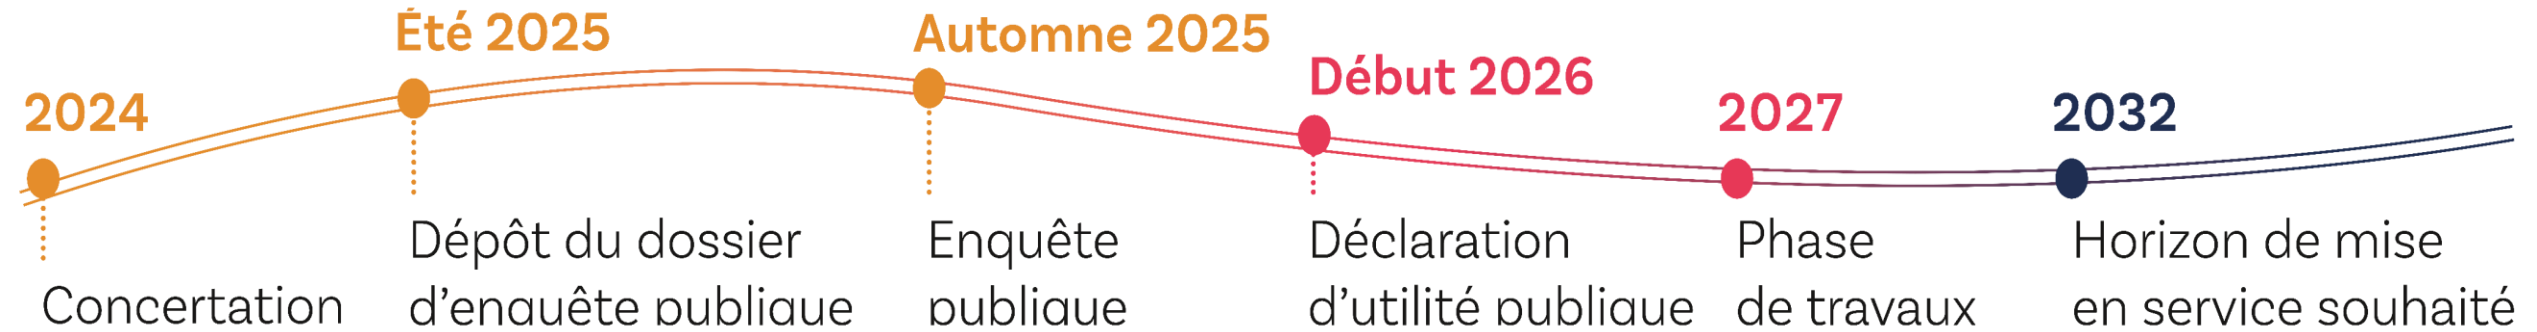 2024
Concertation
Été 2025
Dépôt du dossier
d'enquête publique
Automne 2025
Enquête
publique
Début 2026
Déclaration
d'utilité publique
2027
Phase
de travaux
2032
Horizon de mise
en service souhaité